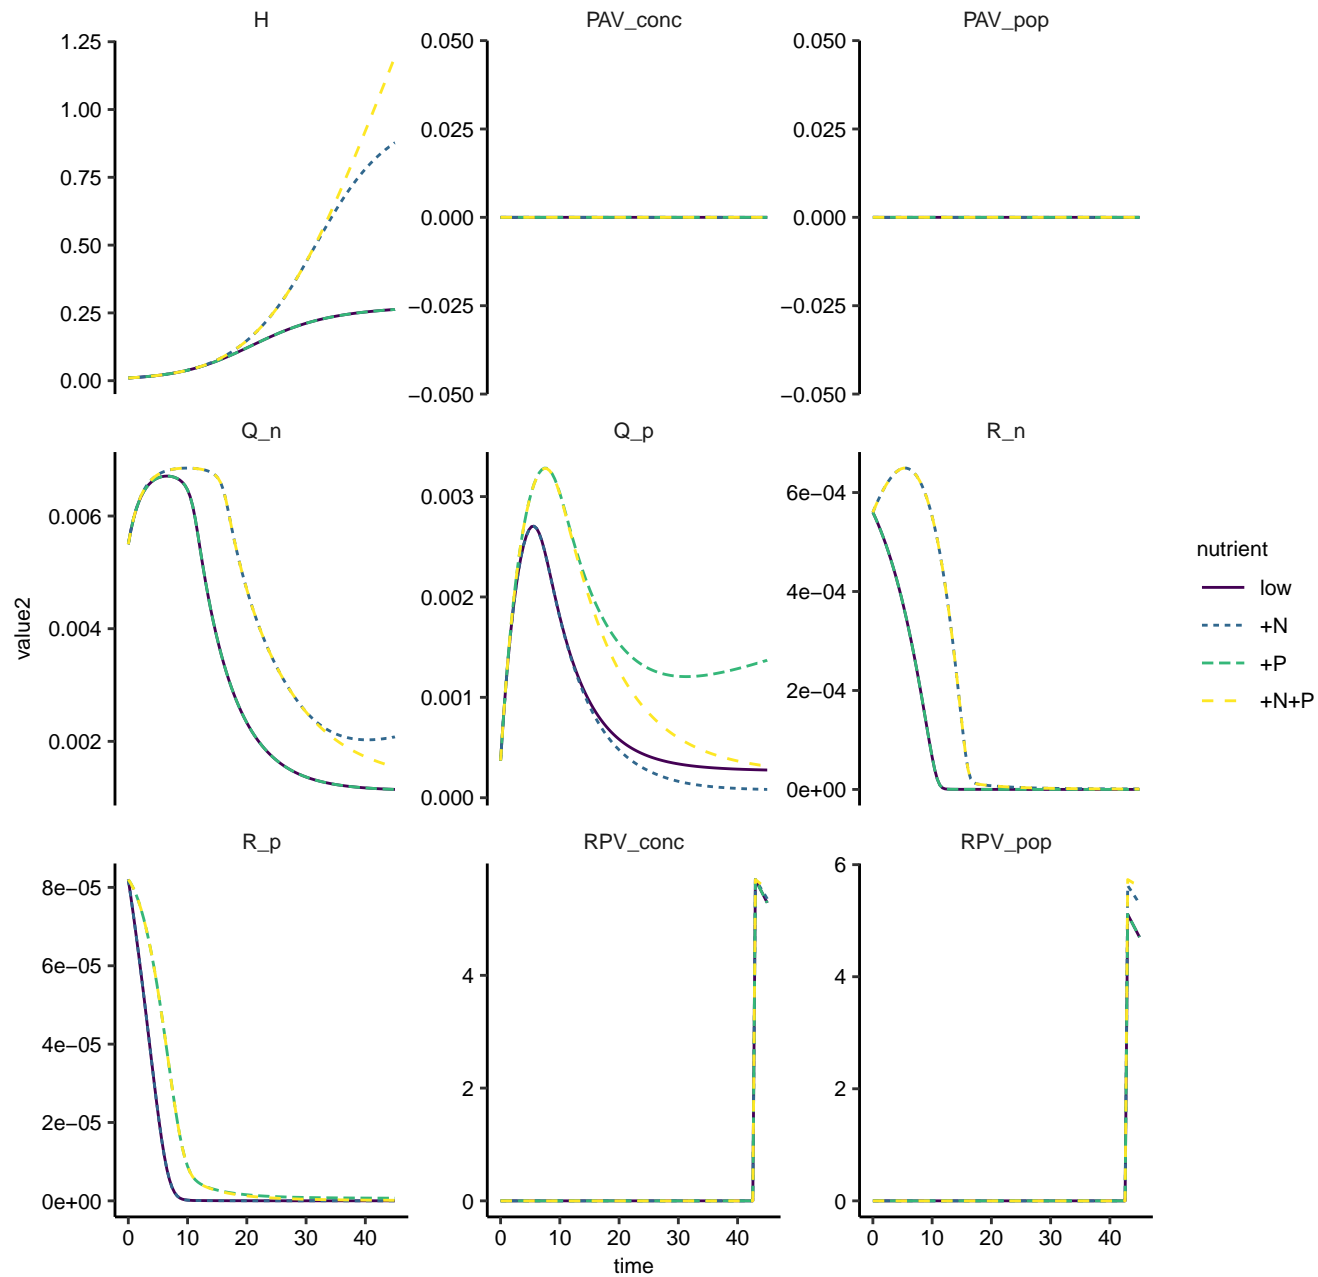 H PAV_conc PAV_pop
1.25 0.050 0.050
1.00
0.025 0.025
0.75
0.000 0.000
0.50
0.25 −0.025 −0.025
0.00
−0.050 −0.050
Q_n Q_p R_n
0.006 0.003 6e−04
0.002 4e−04
0.004
0.001 2e−04
0.002
0.000 0e+00
value2
nutrient
low
+N
+P
+N+P
R_p RPV_conc RPV_pop
8e−05 6
6e−05
4 4
4e−05
2 2
2e−05
0e+00 0 0
0 10 20 30 40 0 10 20 30 40 0 10 20 30 40
time